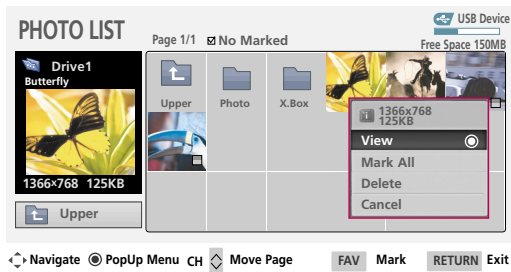 PHOTO LIST
Page 1/1 No Marked
USB Device
Free Space 150MB
Drive1
Butterfly
1366×768 125KB
Upper
Upper
Photo
X.Box
1366x768
125KB
View
Mark All
Delete
Cancel
Navigate PopUp Menu CH Move Page FAV Mark RETURN Exit